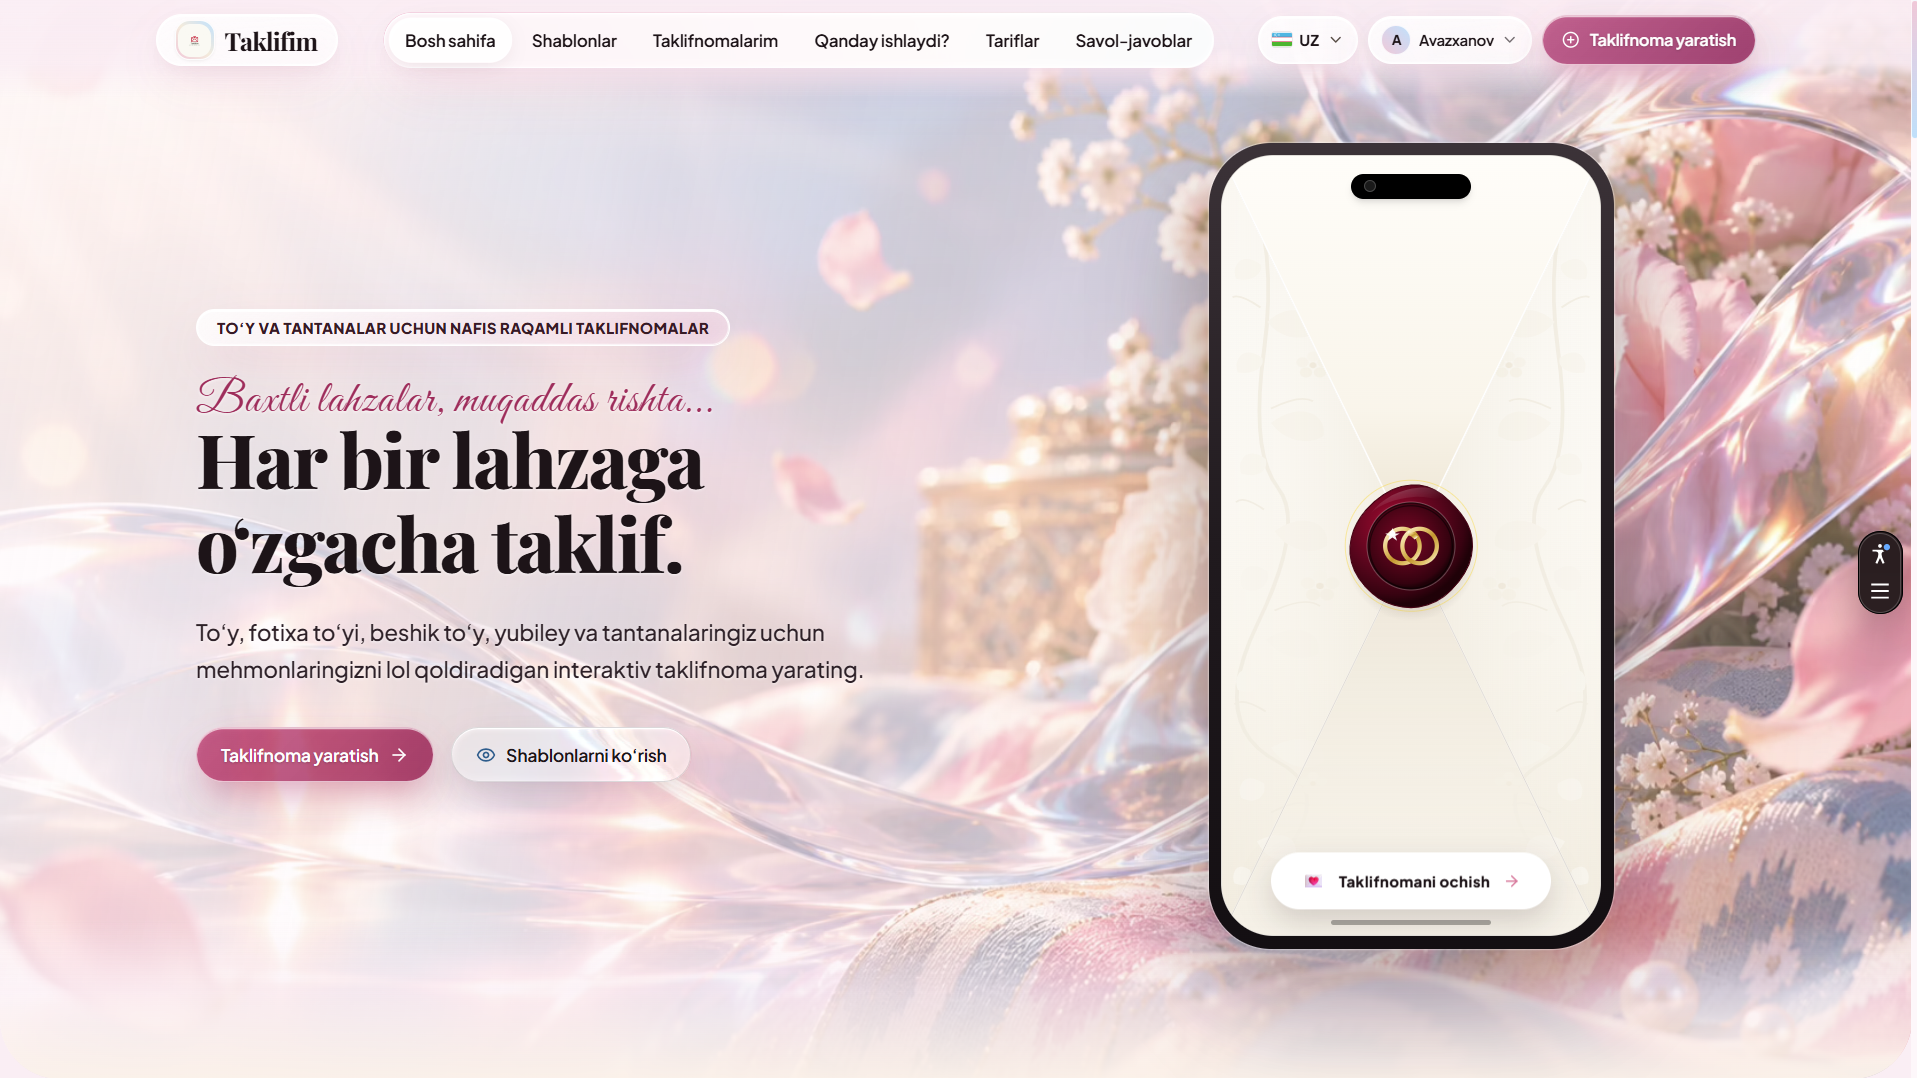 Taklifim
Bosh sahifa
Shablonlar
Taklifnomalarim
Qanday ishlaydi?
Tariflar
Savol-javoblar
UZ
A
Avazxanov
Taklifnoma yaratish
TO‘Y VA TANTANALAR UCHUN NAFIS RAQAMLI TAKLIFNOMALAR
Baxtli lahzalar, muqaddas rishta...
Har bir lahzaga
o‘zgacha taklif.
To‘y, fotixa to‘yi, beshik to‘y, yubiley va tantanalaringiz uchun
mehmonlaringizni lol qoldiradigan interaktiv taklifnoma yarating.
Taklifnoma yaratish
Shablonlarni ko‘rish
Taklifnomani ochish